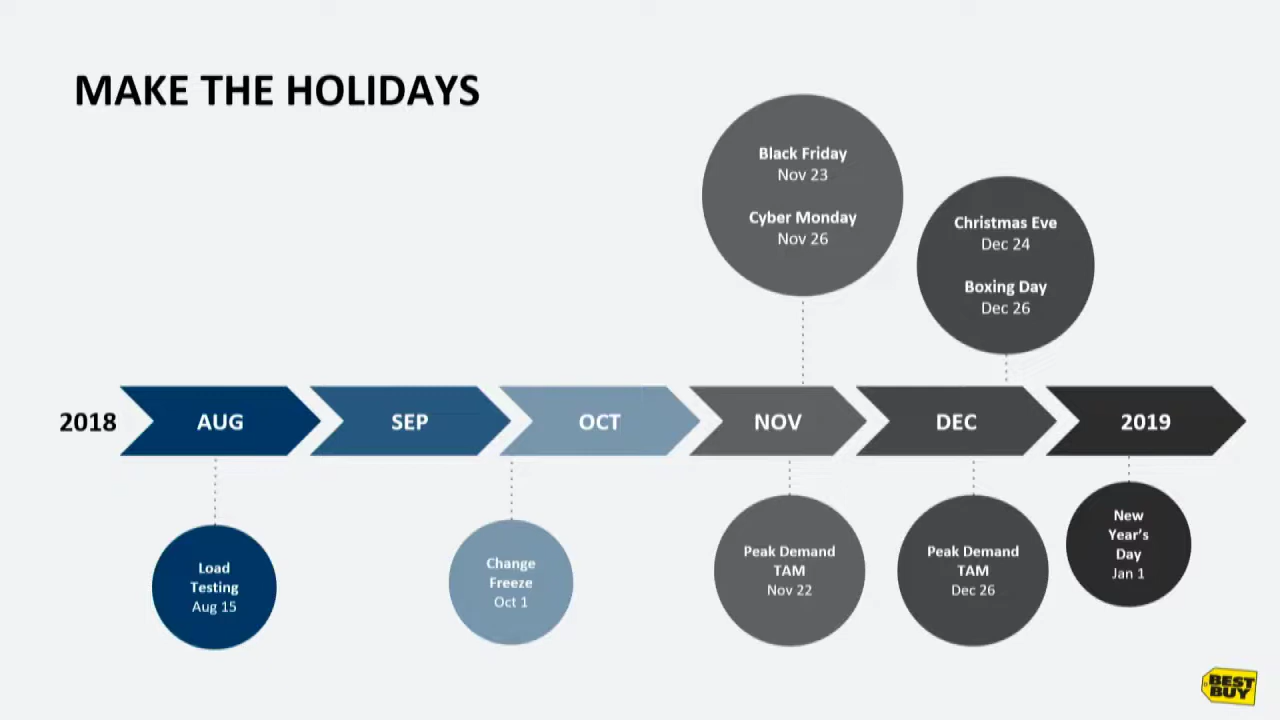 MAKE THE HOLIDAYS
Black Friday
Nov 23
Cyber Monday
Nov 26
Christmas Eve
Dec 24
Boxing Day
Dec 26
2018
AUG
SEP
OCT
NOV
DEC
2019
Load
Testing
Aug 15
Change
Freeze
Oct 1
Peak Demand
TAM
Nov 22
Peak Demand
TAM
Dec 26
New
Year's
Day
Jan 1
BEST
BUY